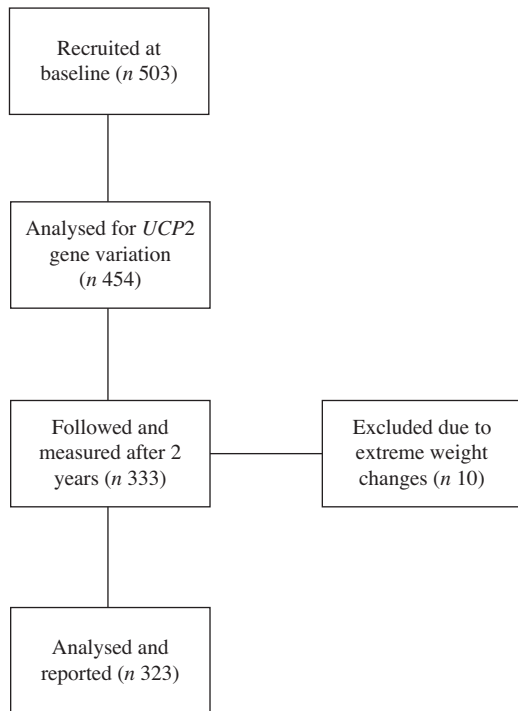 Recruited at
baseline (n 503)
Analysed for UCP2
gene variation
(n 454)
Followed and
measured after 2
years (n 333)
Excluded due to
extreme weight
changes (n 10)
Analysed and
reported (n 323)